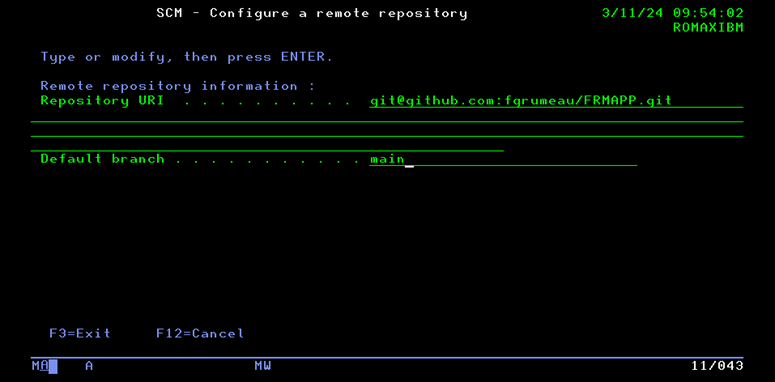 SCM - Configure a remote repository 3/11/24 09:54:02
ROMAXIBM
Type or modify, then press ENTER.
Remote repository information :
Repository URI . . . . . . . . . . git@github.com:fgrumeau/FRMAPP.git
Default branch . . . . . . . . . . . main
F3=Exit F12=Cancel
MA A MW 11/043